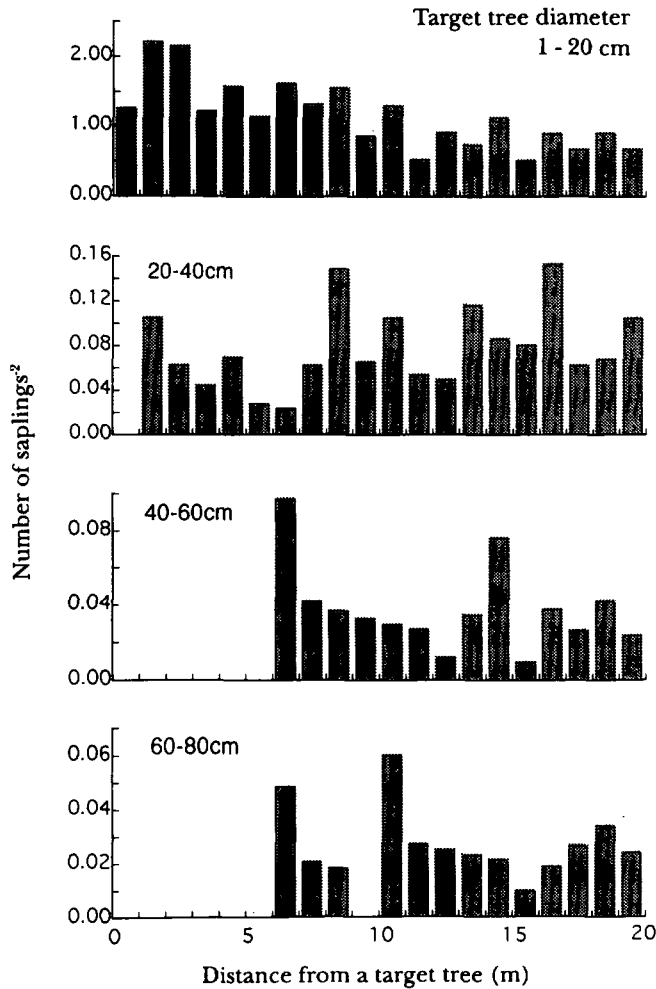 Target tree diameter
1 - 20 cm
2.00
1.00
0.00
20-40cm
0.16
0.12
0.08
0.04
0.00
40-60cm
0.08
0.04
0.00
60-80cm
0.06
0.04
0.02
0.00
0 5 10 15 20
Number of saplings⁻²
Distance from a target tree (m)